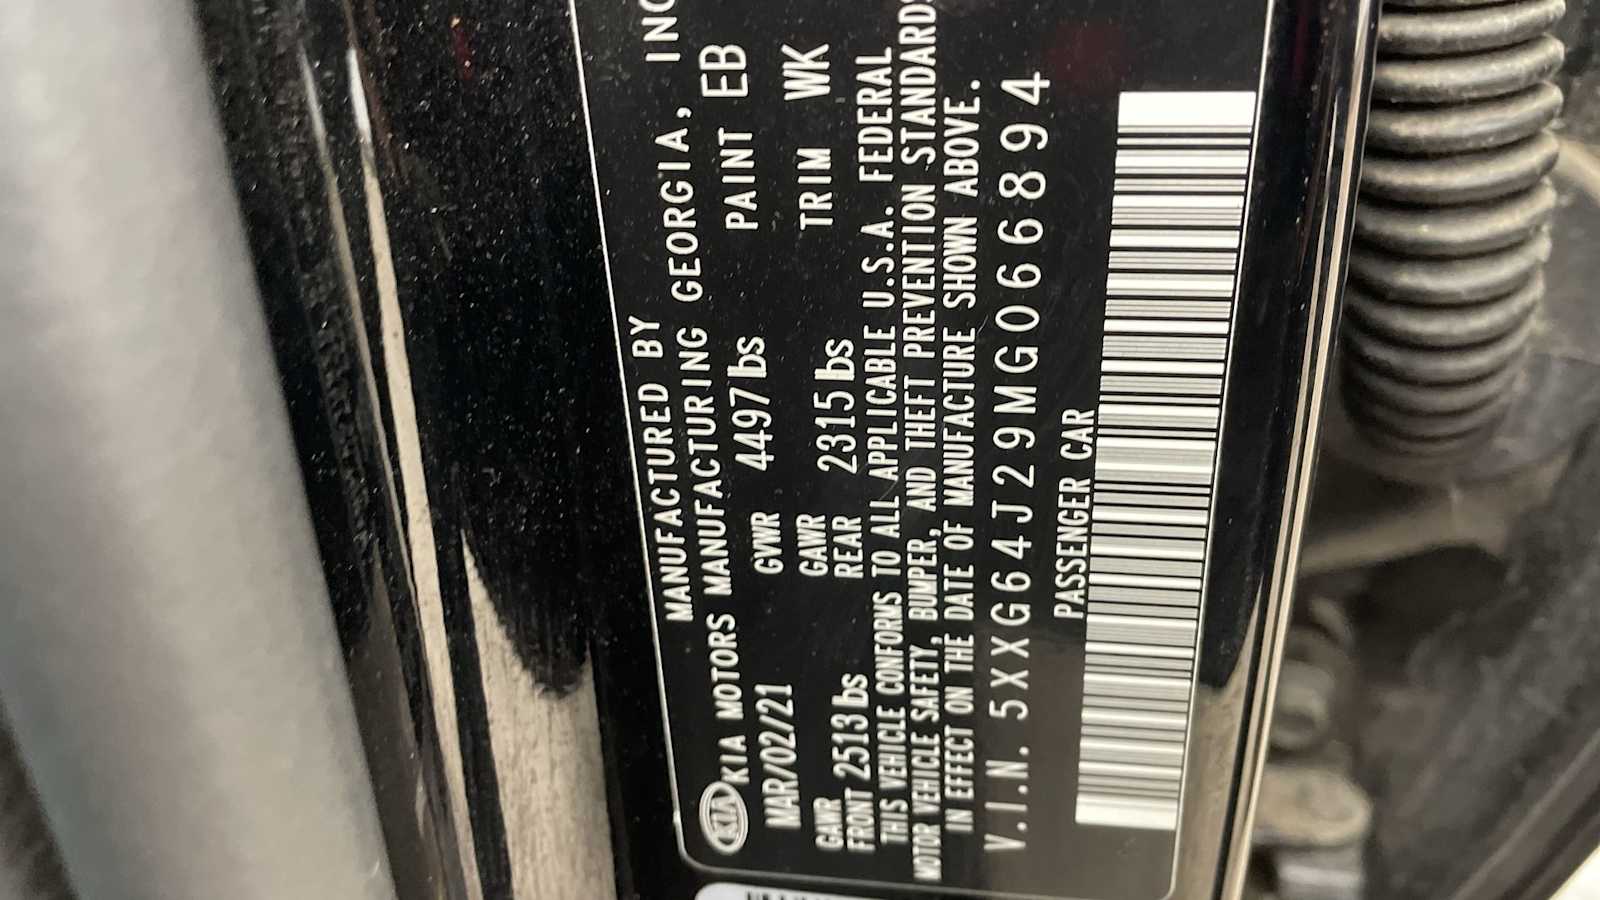 MANUFACTURED BY
KIA KIA MOTORS MANUFACTURING GEORGIA, INC
MAR/02/21 GVWR 4497lbs PAINT EB
GAWR FRONT 2513lbs GAWR REAR 2315lbs TRIM WK
THIS VEHICLE CONFORMS TO ALL APPLICABLE U.S.A. FEDERAL
MOTOR VEHICLE SAFETY, BUMPER, AND THEFT PREVENTION STANDARDS
IN EFFECT ON THE DATE OF MANUFACTURE SHOWN ABOVE.
V.I.N. 5XXG64J29MG066894
PASSENGER CAR